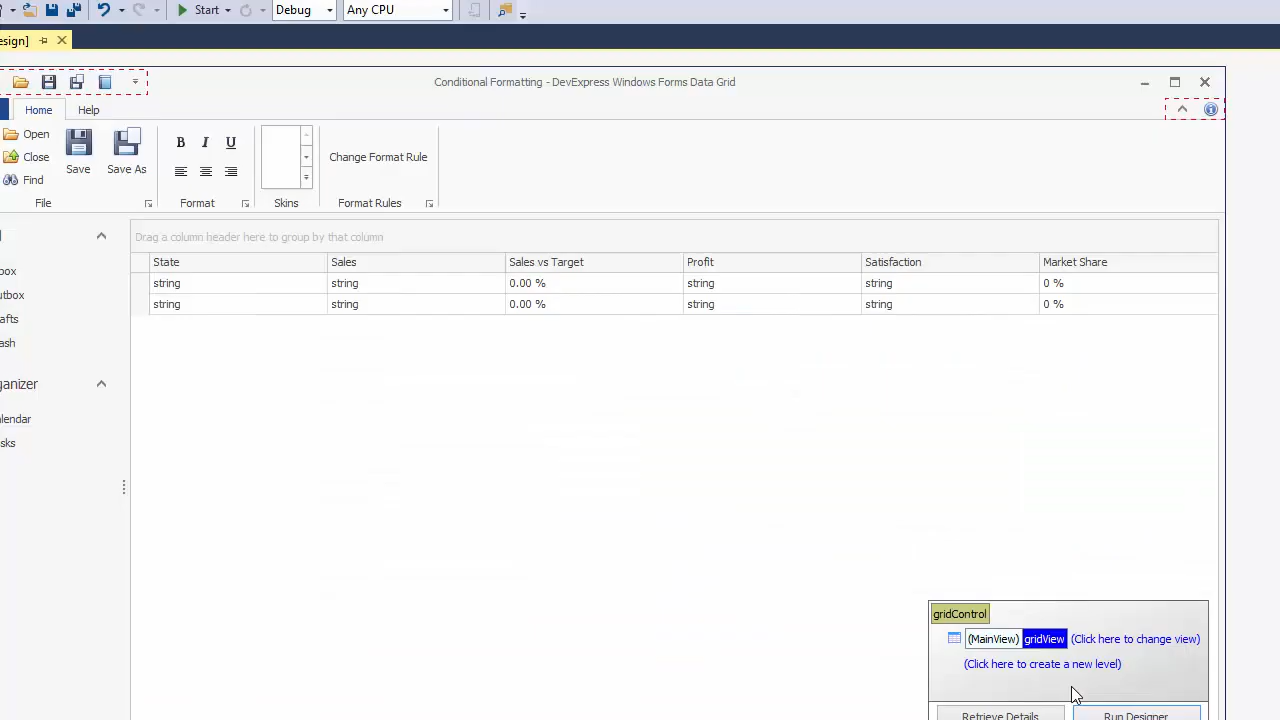 Start Debug Any CPU
esign]
Conditional Formatting - DevExpress Windows Forms Data Grid
Home Help
Open
Close
Find
Save
Save As
B I U
Change Format Rule
File Format Skins Format Rules
Drag a column header here to group by that column
State Sales Sales vs Target Profit Satisfaction Market Share
string string 0.00 % string string 0 %
string string 0.00 % string string 0 %
box
utbox
afts
ash
ganizer
alendar
sks
gridControl
(MainView) gridView (Click here to change view)
(Click here to create a new level)
Retrieve Details Run Designer